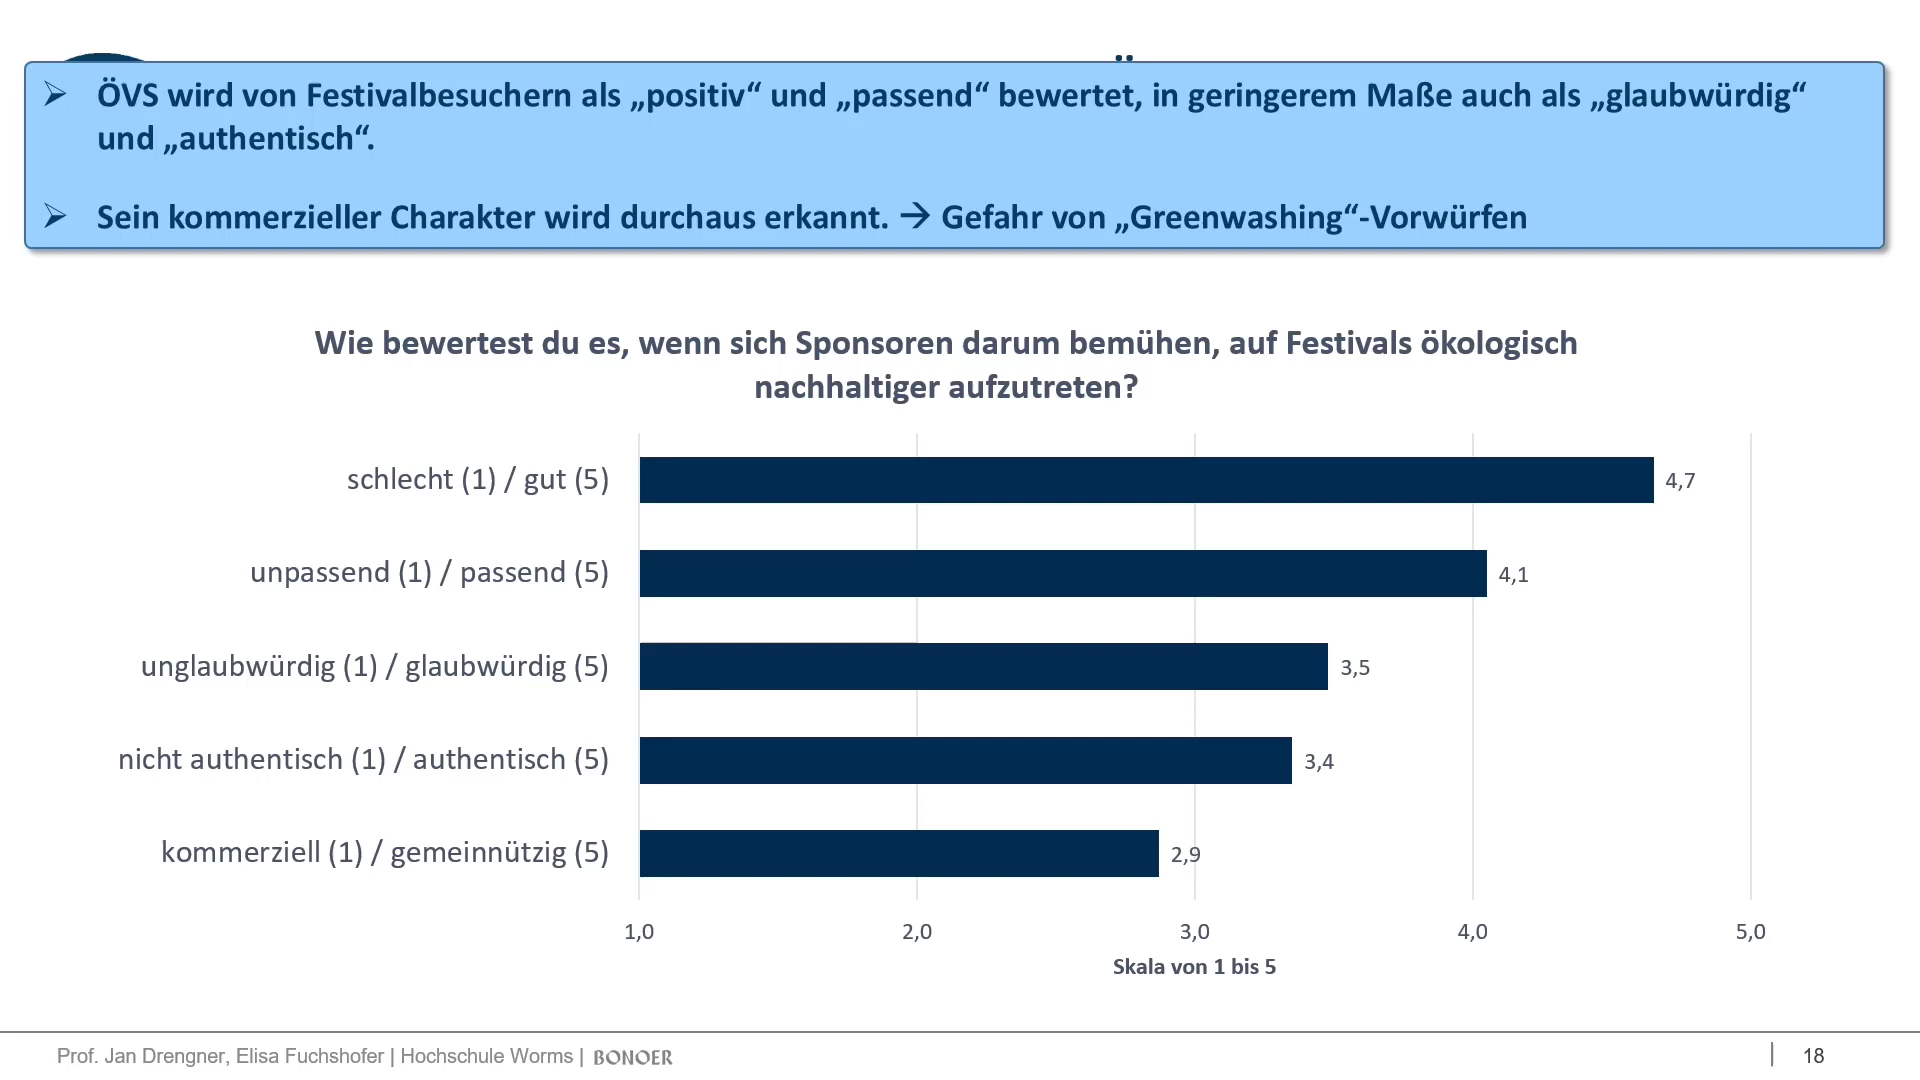 ÖVS wird von Festivalbesuchern als „positiv“ und „passend“ bewertet, in geringerem Maße auch als „glaubwürdig“
und „authentisch“.
Sein kommerzieller Charakter wird durchaus erkannt. → Gefahr von „Greenwashing“-Vorwürfen
Wie bewertest du es, wenn sich Sponsoren darum bemühen, auf Festivals ökologisch
nachhaltiger aufzutreten?
schlecht (1) / gut (5)
4,7
unpassend (1) / passend (5)
4,1
unglaubwürdig (1) / glaubwürdig (5)
3,5
nicht authentisch (1) / authentisch (5)
3,4
kommerziell (1) / gemeinnützig (5)
2,9
1,0 2,0 3,0 4,0 5,0
Skala von 1 bis 5
Prof. Jan Drengner, Elisa Fuchshofer | Hochschule Worms | BONOER
18